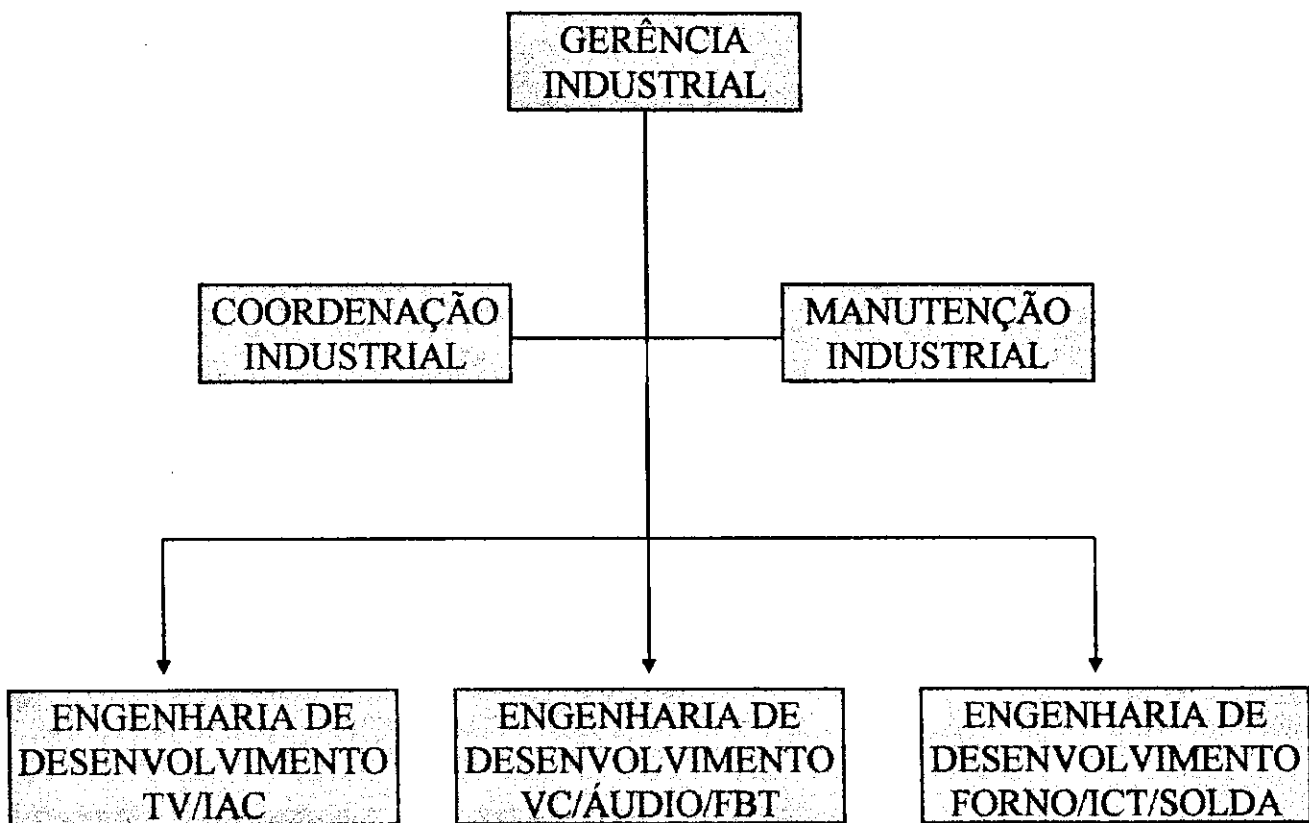 GERÊNCIA
INDUSTRIAL
COORDENAÇÃO
INDUSTRIAL
MANUTENÇÃO
INDUSTRIAL
ENGENHARIA DE
DESENVOLVIMENTO
TV/IAC
ENGENHARIA DE
DESENVOLVIMENTO
VC/ÁUDIO/FBT
ENGENHARIA DE
DESENVOLVIMENTO
FORNO/ICT/SOLDA